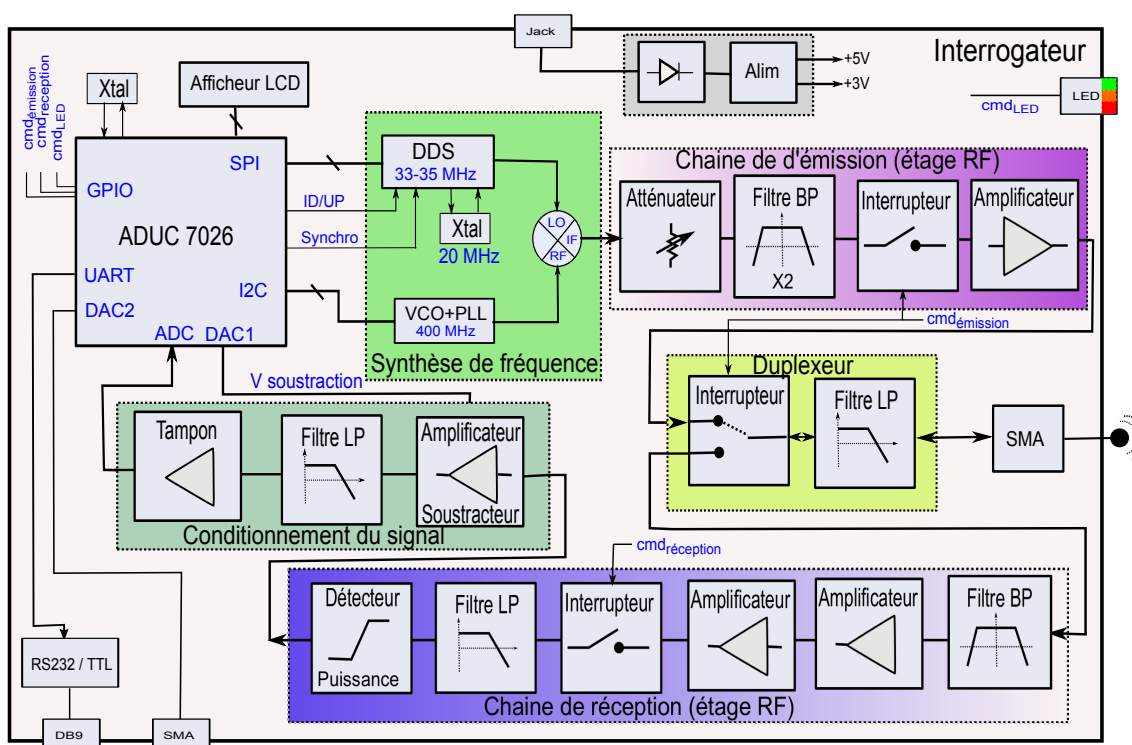 Jack
Interrogateur
Alim
+5V
+3V
LED
cmdLED
cmdémission
cmdreception
cmdLED
Xtal
Afficheur LCD
SPI
GPIO
ADUC 7026
UART
DAC2
I2C
ADC
DAC1
ID/UP
Synchro
DDS
33-35 MHz
Xtal
20 MHz
LO
IF
RF
VCO+PLL
400 MHz
Synthèse de fréquence
Chaine de d'émission (étage RF)
Atténuateur
Filtre BP
X2
Interrupteur
Amplificateur
cmdémission
Duplexeur
Interrupteur
Filtre LP
SMA
V soustraction
Tampon
Filtre LP
Amplificateur
Soustracteur
Conditionnement du signal
cmdréception
Détecteur
Puissance
Filtre LP
Interrupteur
Amplificateur
Amplificateur
Filtre BP
Chaine de réception (étage RF)
RS232 / TTL
DB9
SMA